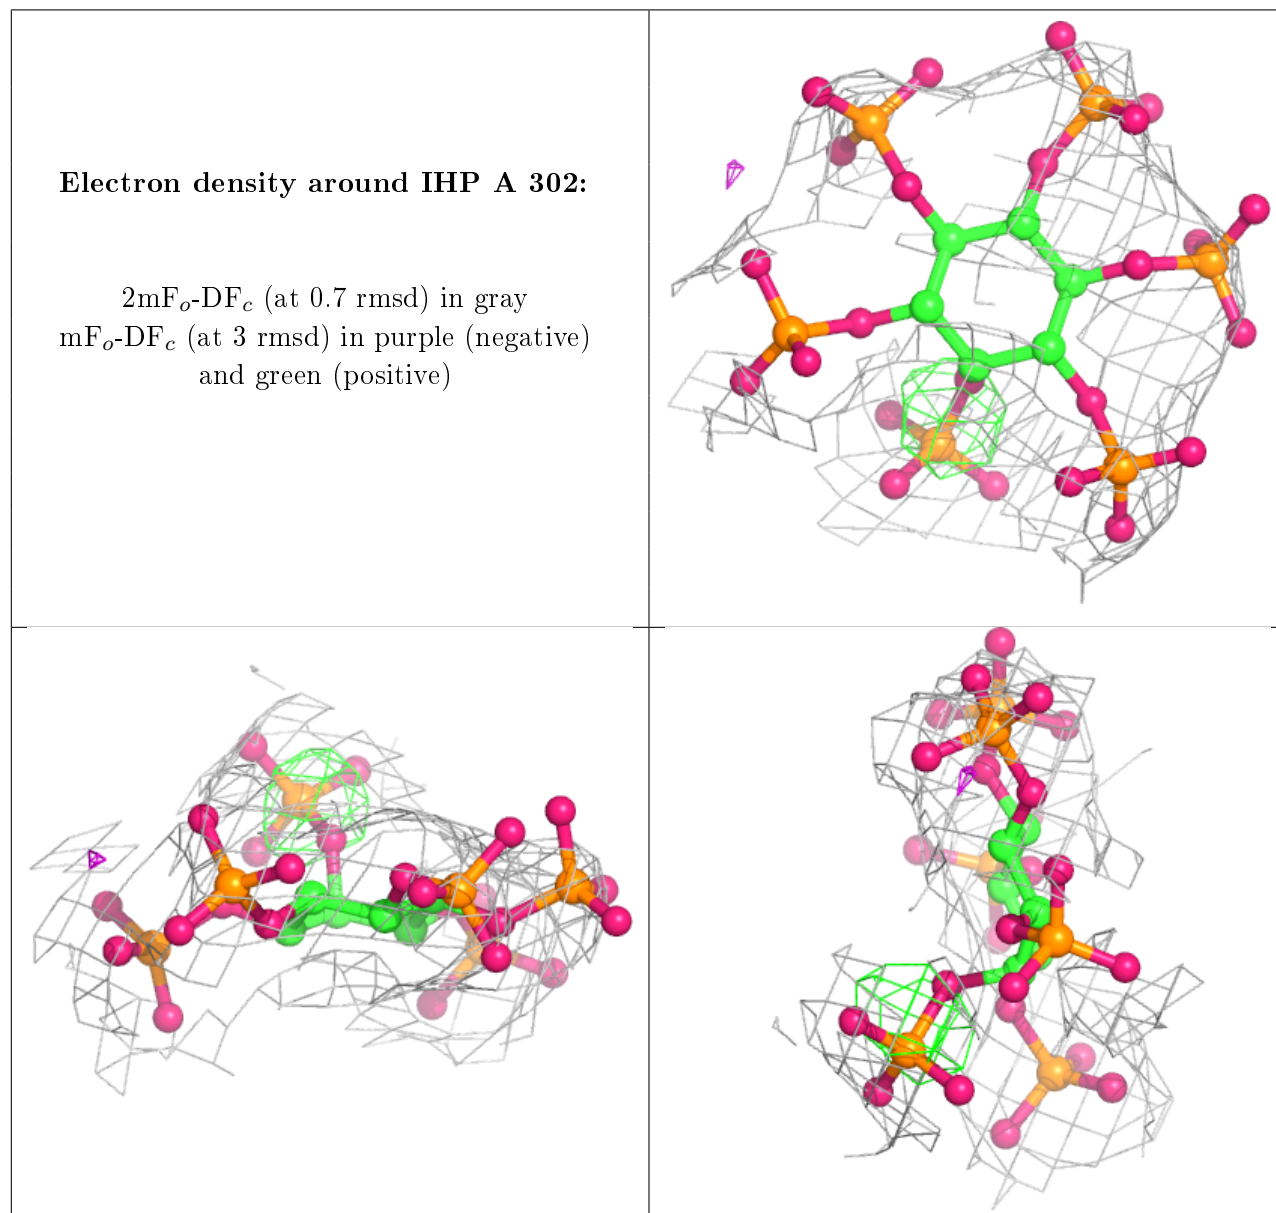 Electron density around IHP A 302:
2mFo-DFc (at 0.7 rmsd) in gray
mFo-DFc (at 3 rmsd) in purple (negative)
and green (positive)